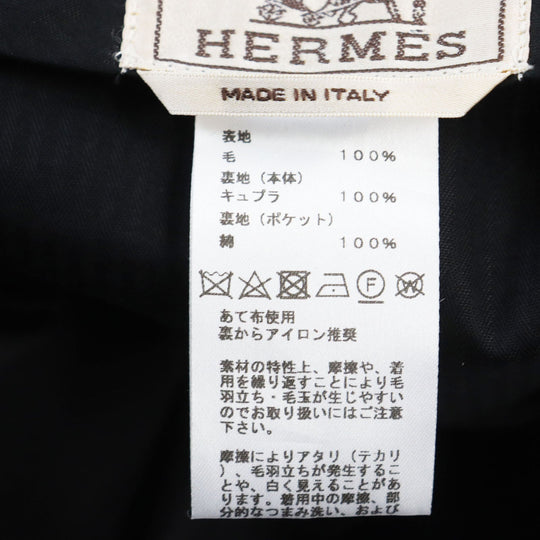 HERMES
MADE IN ITALY
表地
毛 100%
裏地（本体）
キュプラ 100%
裏地（ポケット）
綿 100%
F W
あて布使用
裏からアイロン推奨
素材の特性上、摩擦や、着
用を繰り返すことにより毛
羽立ち・毛玉が生じやすい
のでお取り扱いにはご注意
下さい。
摩擦によりアタリ（テカリ
）、毛羽立ちが発生するこ
とや、白く見えることがあ
ります。着用中の摩擦、部
分的なつまみ洗い、および